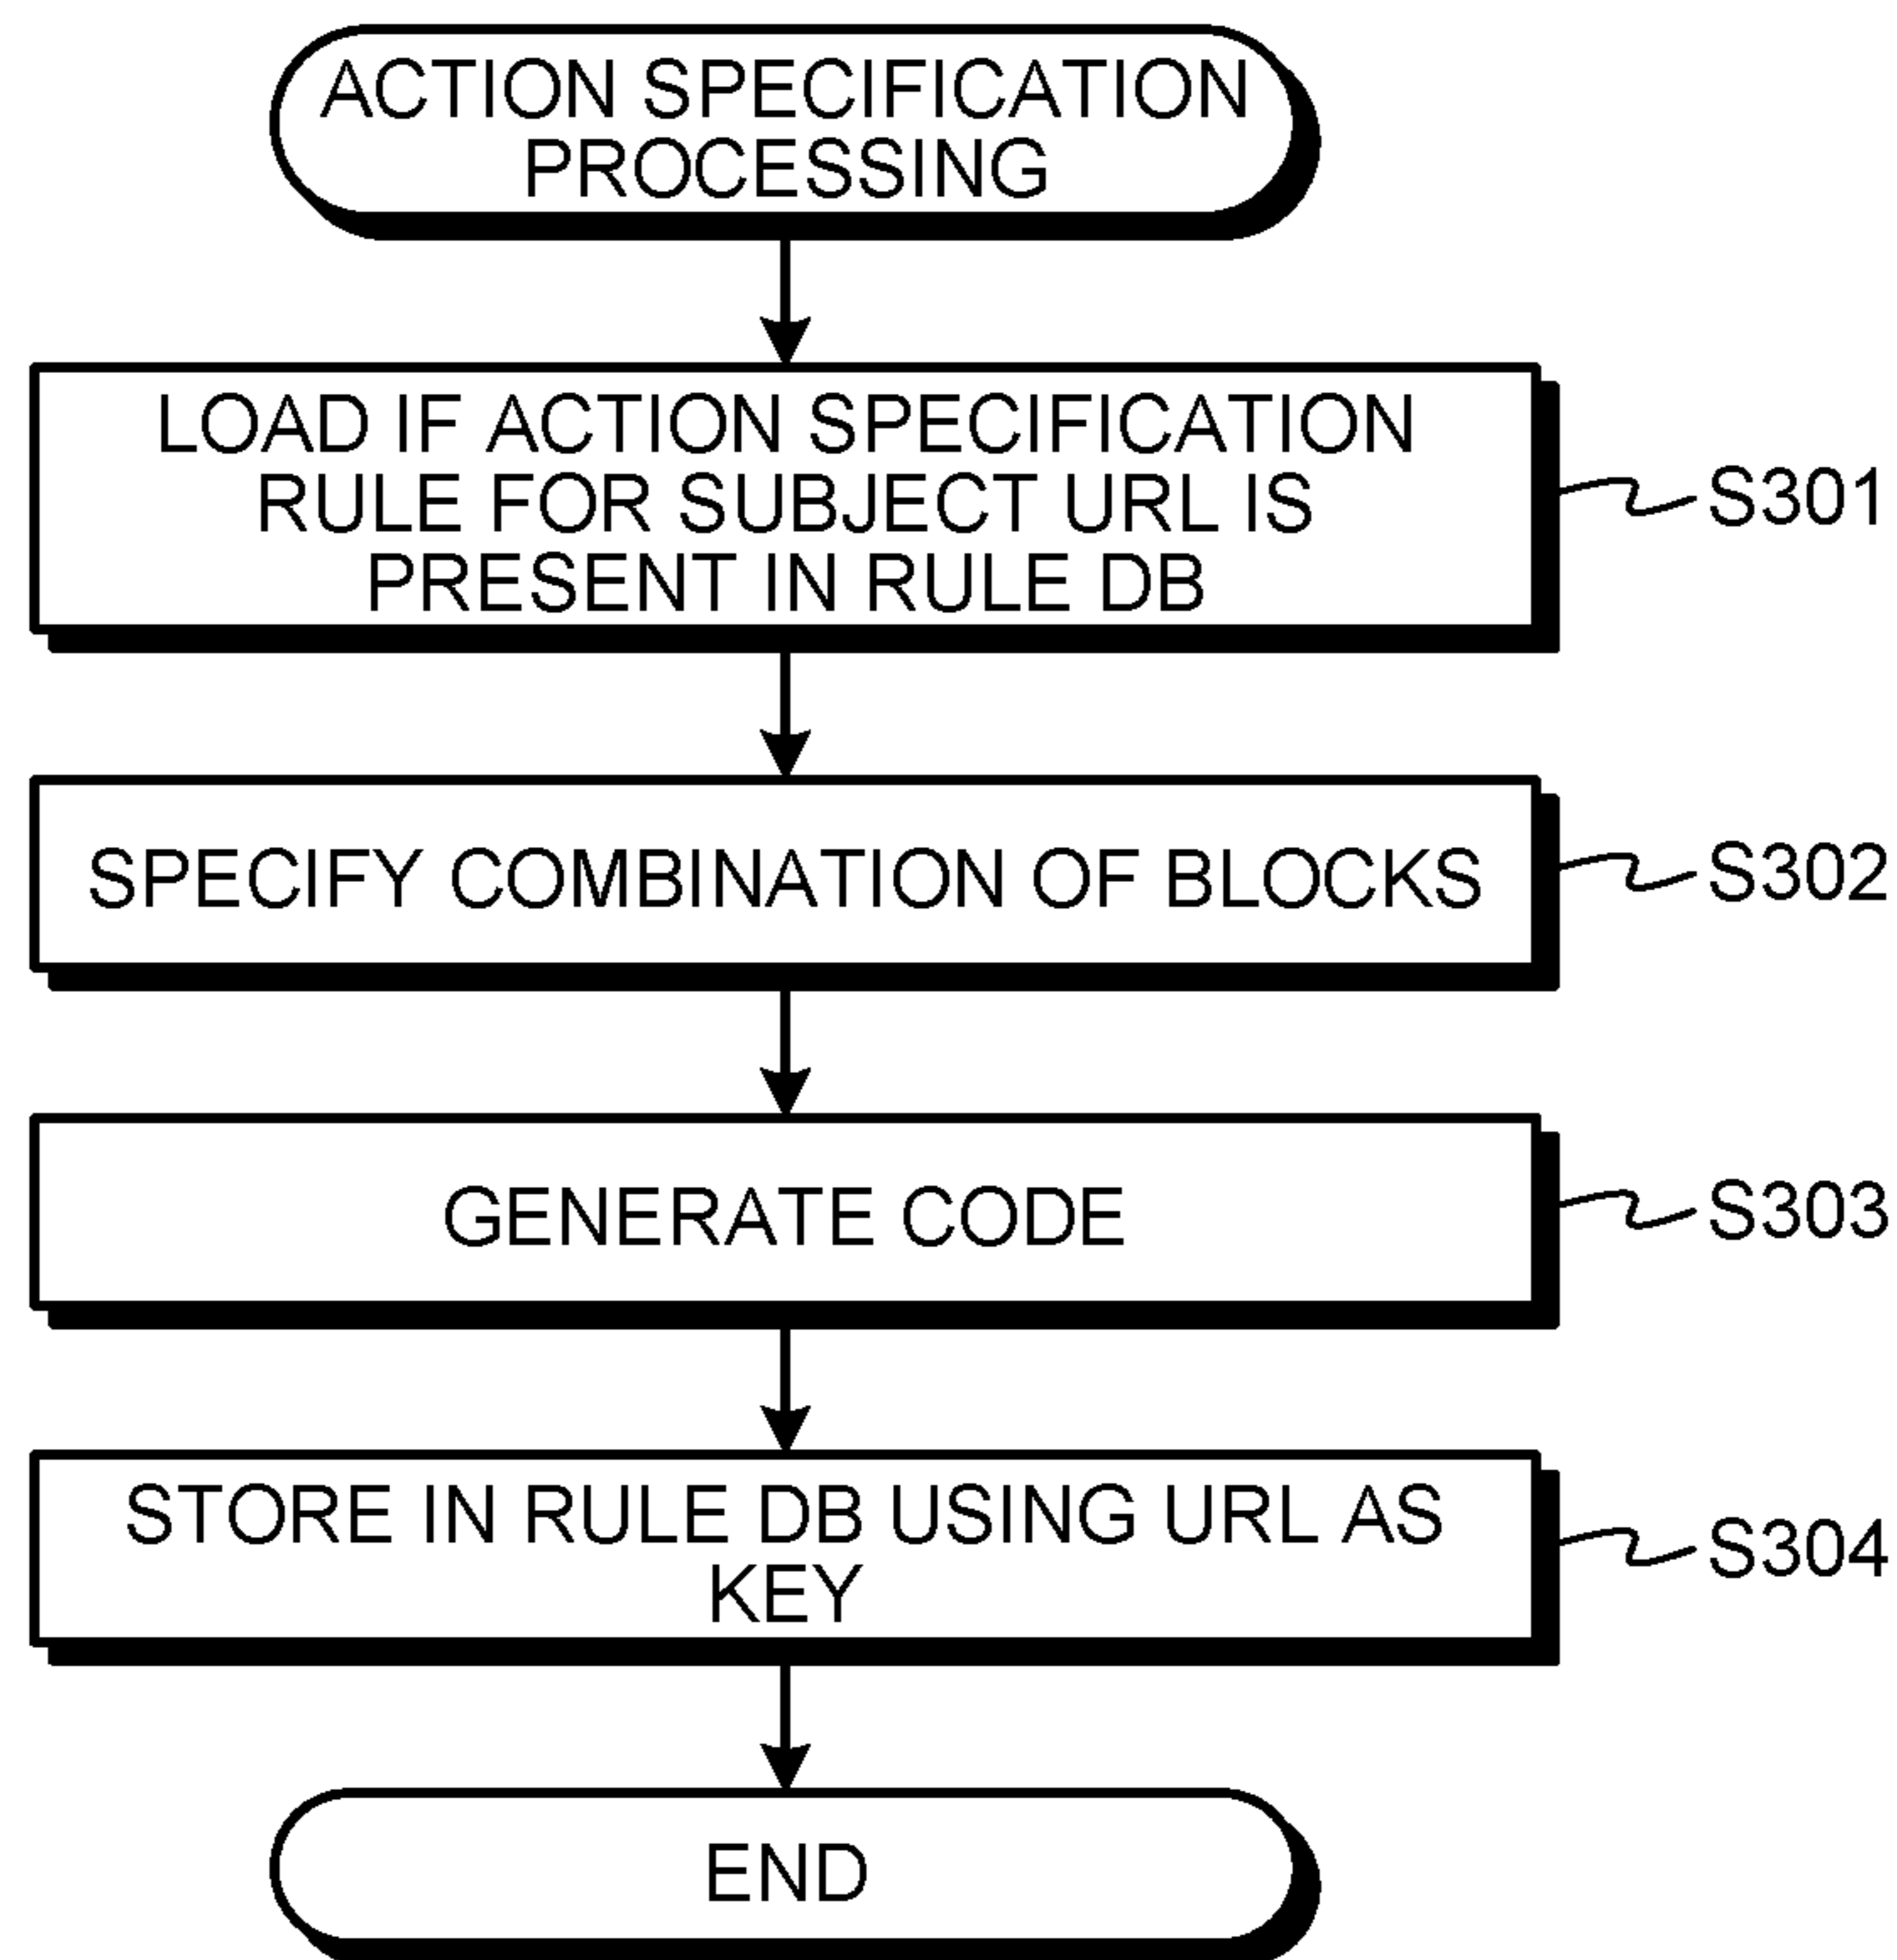 ACTION SPECIFICATION
PROCESSING
LOAD IF ACTION SPECIFICATION
RULE FOR SUBJECT URL IS
PRESENT IN RULE DB
S301
SPECIFY COMBINATION OF BLOCKS
S302
GENERATE CODE
S303
STORE IN RULE DB USING URL AS
KEY
S304
END